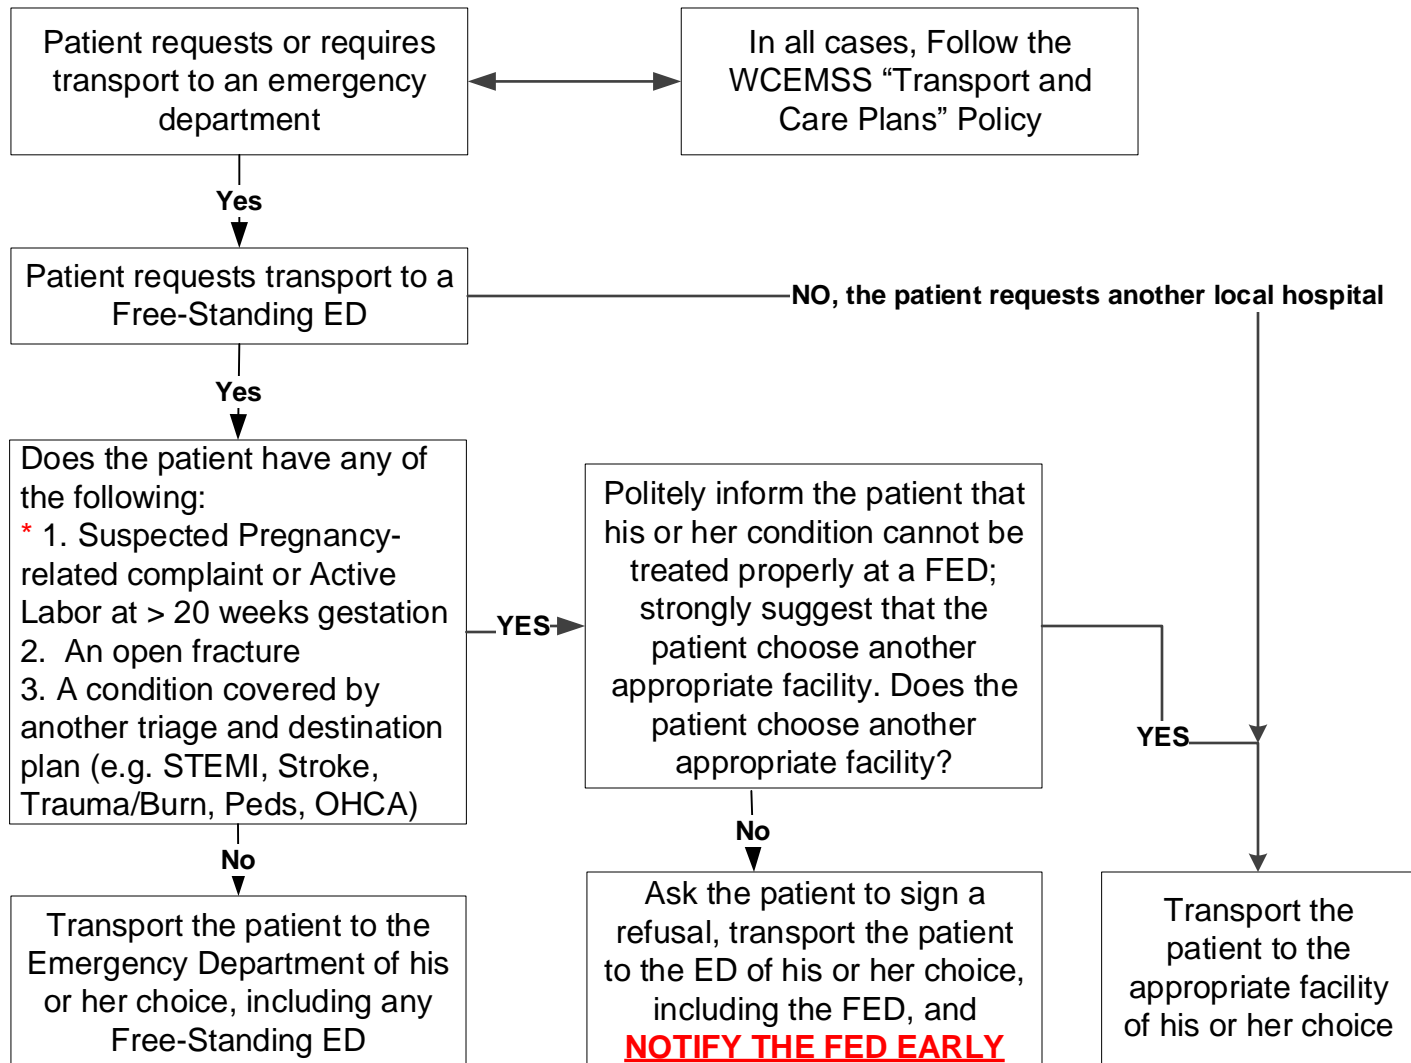 Patient requests or requires
transport to an emergency
department
In all cases, Follow the
WCEMSS “Transport and
Care Plans” Policy
Yes
Patient requests transport to a
Free-Standing ED
NO, the patient requests another local hospital
Yes
Does the patient have any of
the following:
* 1. Suspected Pregnancy-
related complaint or Active
Labor at > 20 weeks gestation
2. An open fracture
3. A condition covered by
another triage and destination
plan (e.g. STEMI, Stroke,
Trauma/Burn, Peds, OHCA)
YES
Politely inform the patient that
his or her condition cannot be
treated properly at a FED;
strongly suggest that the
patient choose another
appropriate facility. Does the
patient choose another
appropriate facility?
YES
No
No
Transport the patient to the
Emergency Department of his
or her choice, including any
Free-Standing ED
Ask the patient to sign a
refusal, transport the patient
to the ED of his or her choice,
including the FED, and
NOTIFY THE FED EARLY
Transport the
patient to the
appropriate facility
of his or her choice